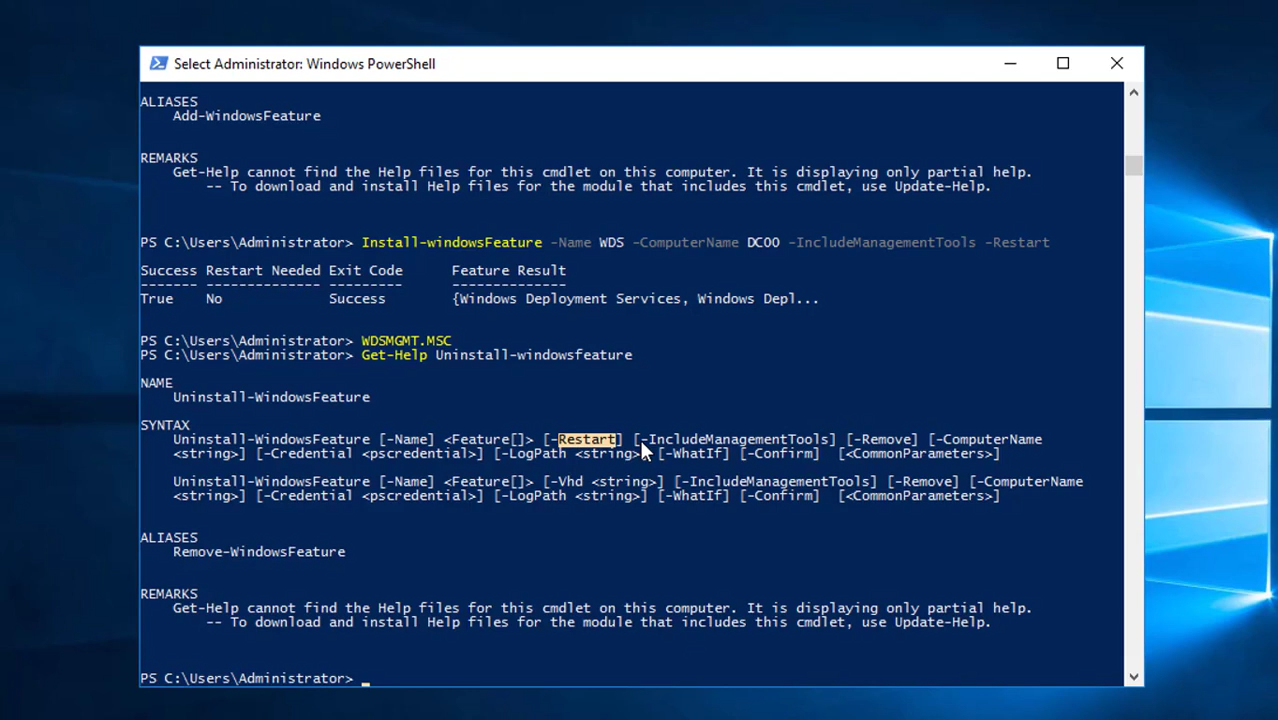 Select Administrator: Windows PowerShell
ALIASES
Add-WindowsFeature
REMARKS
Get-Help cannot find the Help files for this cmdlet on this computer. It is displaying only partial help.
-- To download and install Help files for the module that includes this cmdlet, use Update-Help.
PS C:\Users\Administrator> Install-windowsFeature -Name WDS -ComputerName DC00 -IncludeManagementTools -Restart
Success Restart Needed Exit Code      Feature Result
------- -------------- ---------      --------------
True    No             Success        {Windows Deployment Services, Windows Depl...
PS C:\Users\Administrator> WDSMGMT.MSC
PS C:\Users\Administrator> Get-Help Uninstall-windowsfeature
NAME
Uninstall-WindowsFeature
SYNTAX
Uninstall-WindowsFeature [-Name] <Feature[]> [-Restart] [-IncludeManagementTools] [-Remove] [-ComputerName
<string>] [-Credential <pscredential>] [-LogPath <string>] [-WhatIf] [-Confirm]  [<CommonParameters>]
Uninstall-WindowsFeature [-Name] <Feature[]> [-Vhd <string>] [-IncludeManagementTools] [-Remove] [-ComputerName
<string>] [-Credential <pscredential>] [-LogPath <string>] [-WhatIf] [-Confirm]  [<CommonParameters>]
ALIASES
Remove-WindowsFeature
REMARKS
Get-Help cannot find the Help files for this cmdlet on this computer. It is displaying only partial help.
-- To download and install Help files for the module that includes this cmdlet, use Update-Help.
PS C:\Users\Administrator> _